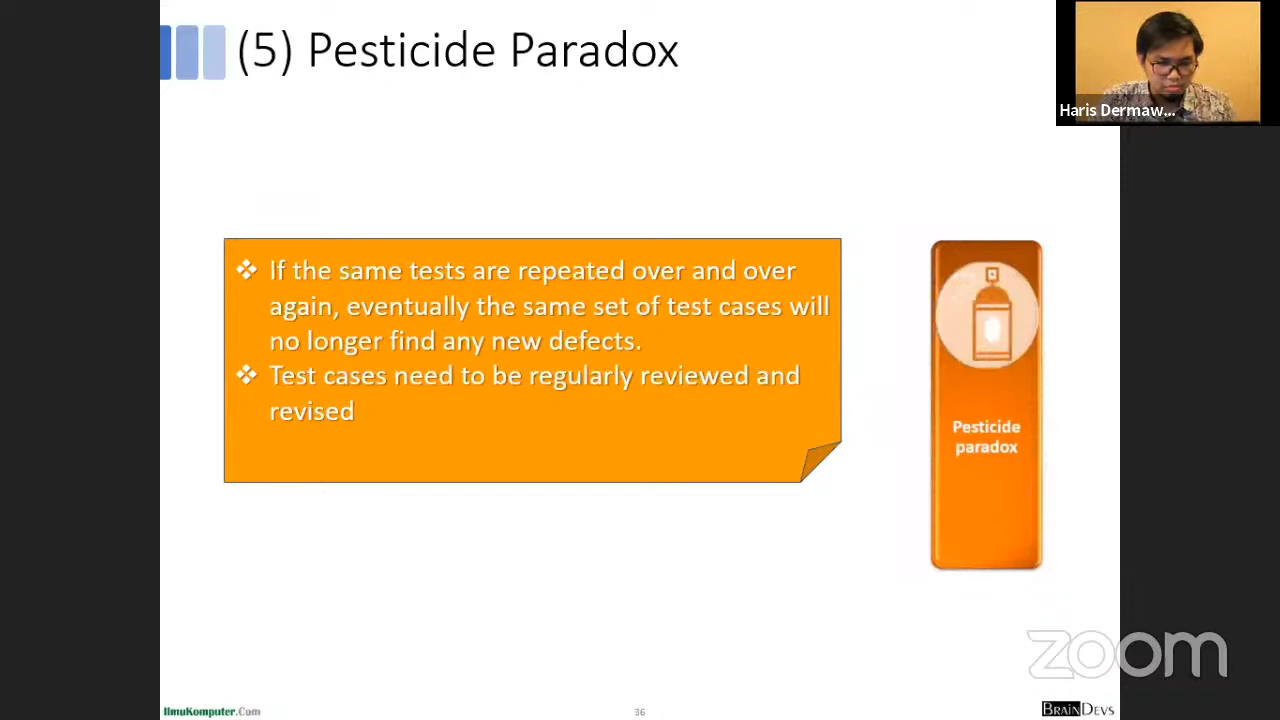 (5) Pesticide Paradox
Haris Dermaw...
If the same tests are repeated over and over
again, eventually the same set of test cases will
no longer find any new defects.
Test cases need to be regularly reviewed and
revised
Pesticide
paradox
zoom
IlmuKomputer.Com
36
BRAINDEVS